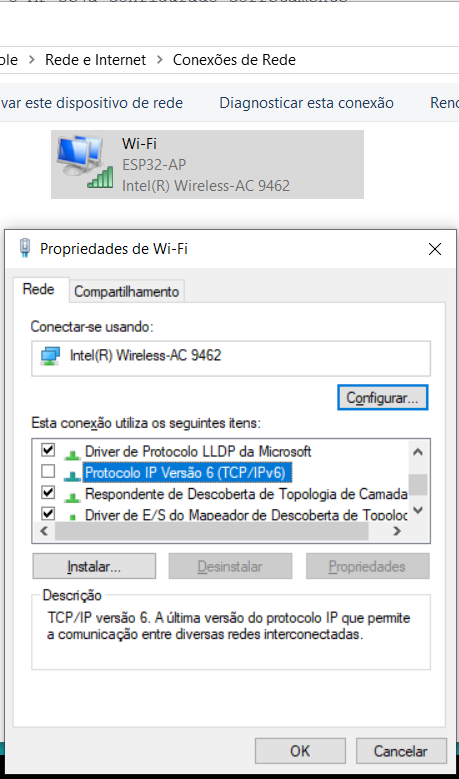 ole > Rede e Internet > Conexões de Rede
var este dispositivo de rede Diagnosticar esta conexão Reno
Wi-Fi
ESP32-AP
Intel(R) Wireless-AC 9462
Propriedades de Wi-Fi
Rede Compartilhamento
Conectar-se usando:
Intel(R) Wireless-AC 9462
Configurar...
Esta conexão utiliza os seguintes itens:
Driver de Protocolo LLDP da Microsoft
Protocolo IP Versão 6 (TCP/IPv6)
Respondente de Descoberta de Topologia de Camada
Driver de E/S do Mapeador de Descoberta de Topoloc
Instalar... Desinstalar Propriedades
Descrição
TCP/IP versão 6. A última versão do protocolo IP que permite
a comunicação entre diversas redes interconectadas.
OK Cancelar